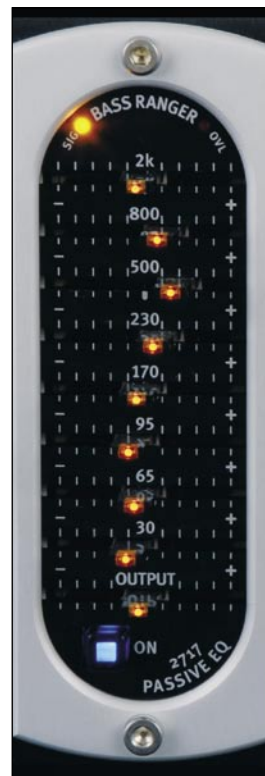 BASS RANGER
SIG
OVL
2k
- +
800
- +
500
- +
230
- +
170
- +
95
- +
65
- +
30
- +
OUTPUT
ON
2717
PASSIVE EQ